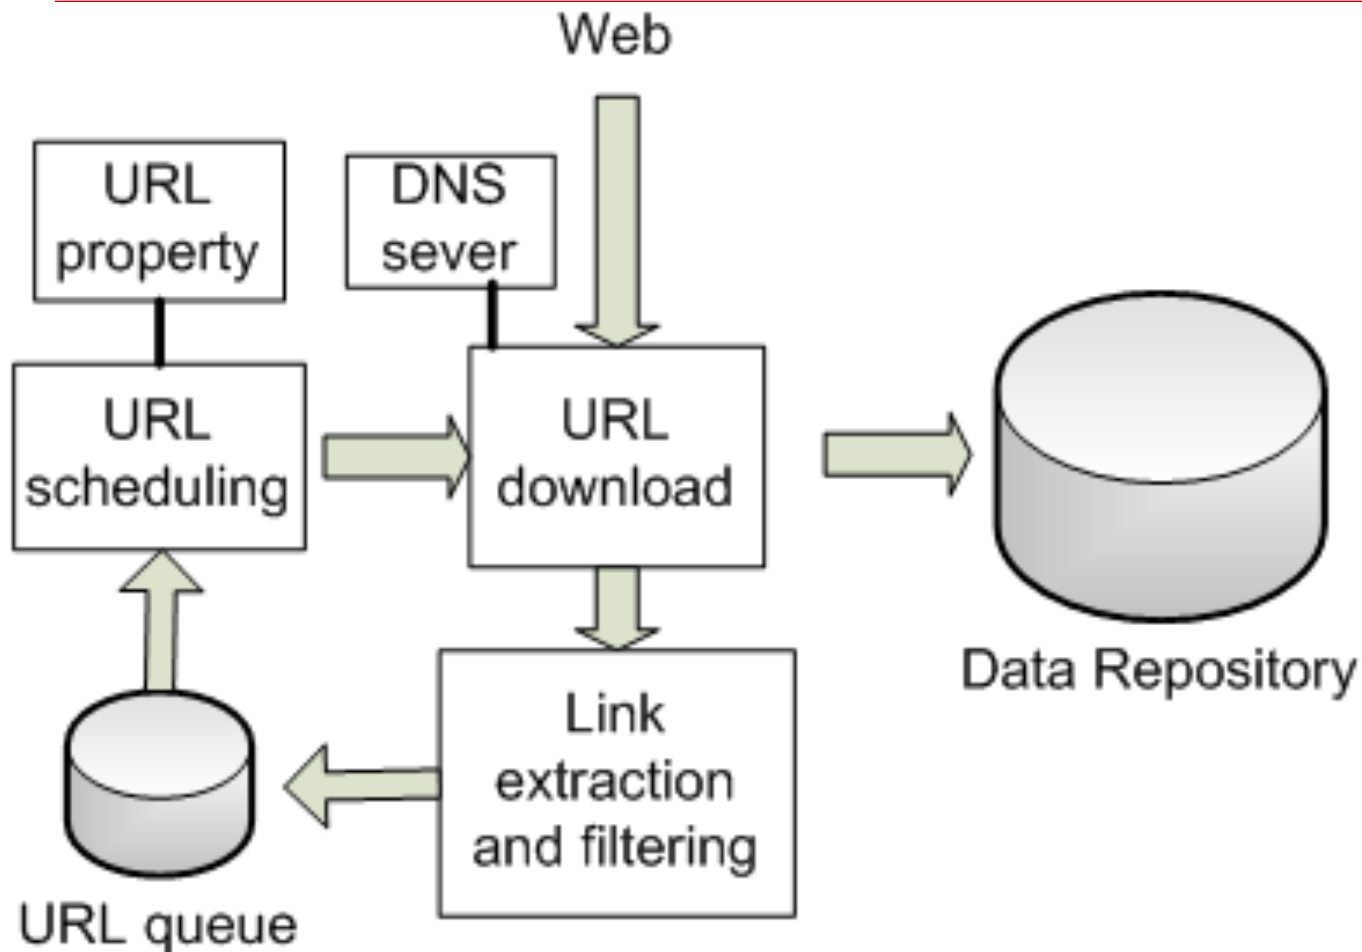 Web
URL
property
DNS
sever
URL
scheduling
URL
download
Link
extraction
and filtering
Data Repository
URL queue